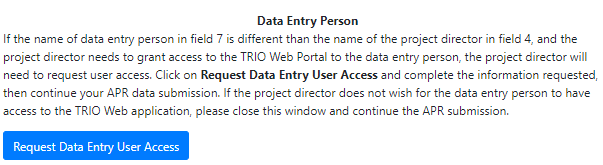 Data Entry Person
If the name of data entry person in field 7 is different than the name of the project director in field 4, and the
project director needs to grant access to the TRIO Web Portal to the data entry person, the project director will
need to request user access. Click on Request Data Entry User Access and complete the information requested,
then continue your APR data submission. If the project director does not wish for the data entry person to have
access to the TRIO Web application, please close this window and continue the APR submission.
Request Data Entry User Access